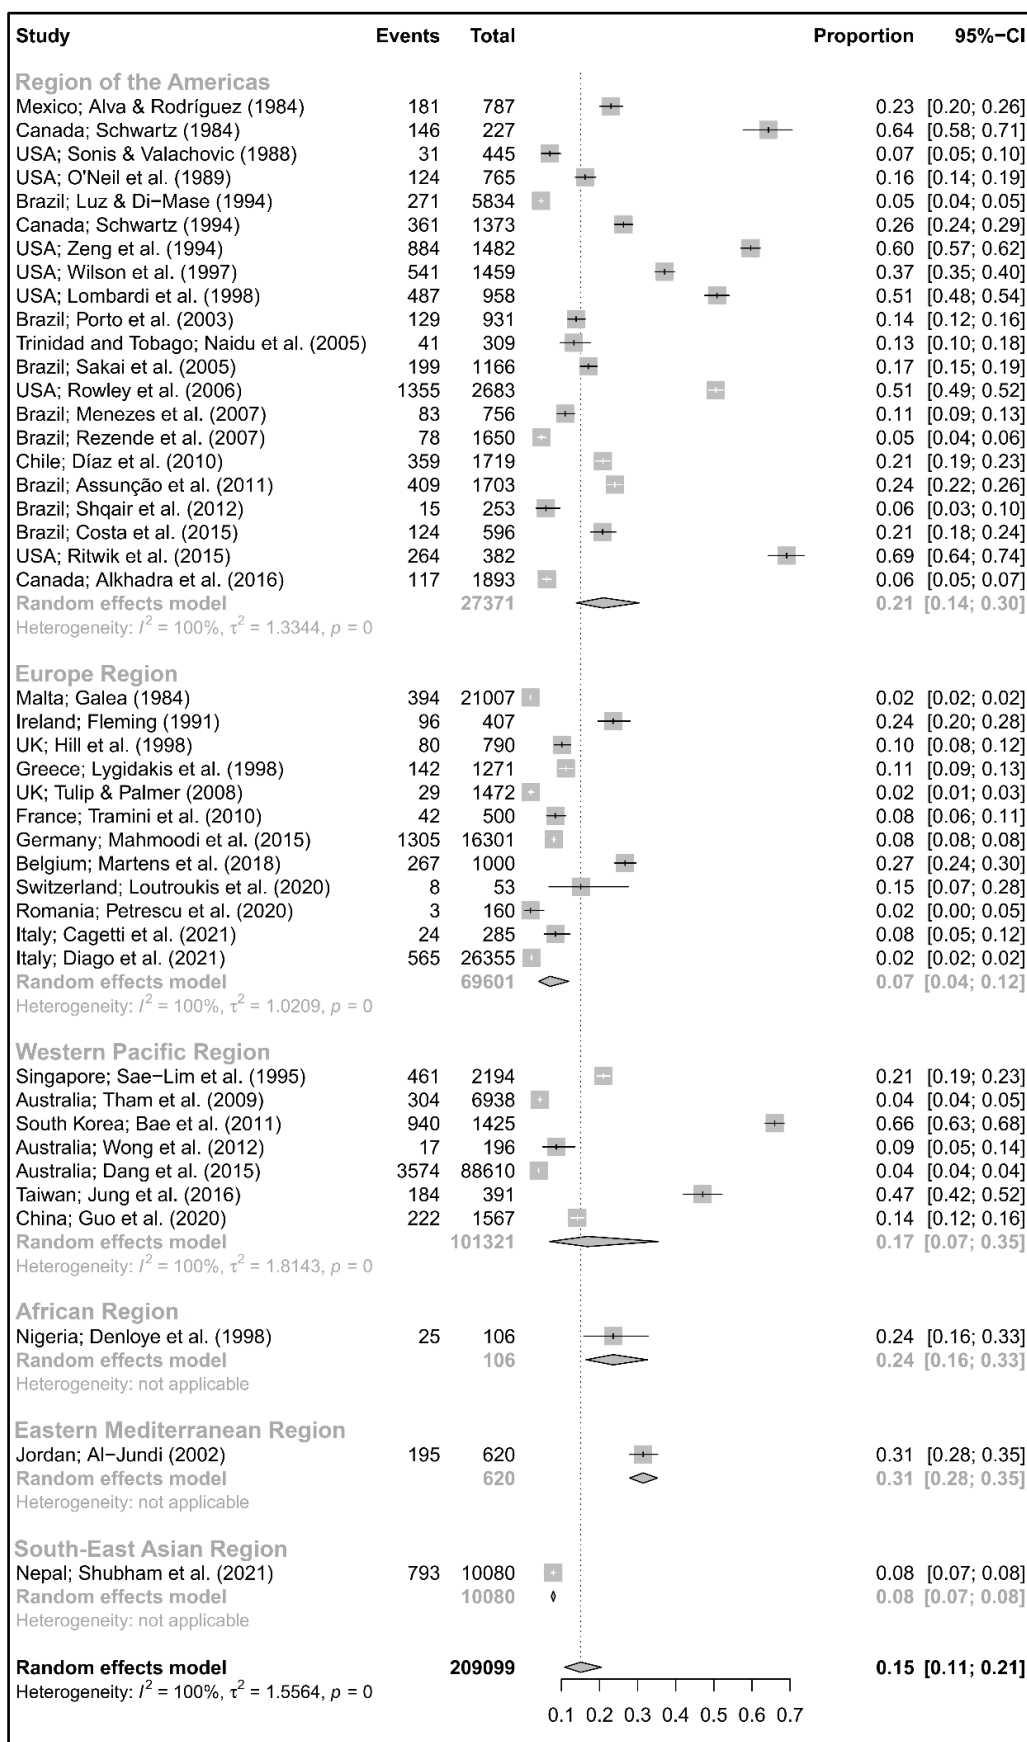 Study Events Total Proportion 95%−CI
Region of the Americas
Mexico; Alva & Rodríguez (1984) 181 787 0.23 [0.20; 0.26]
Canada; Schwartz (1984) 146 227 0.64 [0.58; 0.71]
USA; Sonis & Valachovic (1988) 31 445 0.07 [0.05; 0.10]
USA; O'Neil et al. (1989) 124 765 0.16 [0.14; 0.19]
Brazil; Luz & Di−Mase (1994) 271 5834 0.05 [0.04; 0.05]
Canada; Schwartz (1994) 361 1373 0.26 [0.24; 0.29]
USA; Zeng et al. (1994) 884 1482 0.60 [0.57; 0.62]
USA; Wilson et al. (1997) 541 1459 0.37 [0.35; 0.40]
USA; Lombardi et al. (1998) 487 958 0.51 [0.48; 0.54]
Brazil; Porto et al. (2003) 129 931 0.14 [0.12; 0.16]
Trinidad and Tobago; Naidu et al. (2005) 41 309 0.13 [0.10; 0.18]
Brazil; Sakai et al. (2005) 199 1166 0.17 [0.15; 0.19]
USA; Rowley et al. (2006) 1355 2683 0.51 [0.49; 0.52]
Brazil; Menezes et al. (2007) 83 756 0.11 [0.09; 0.13]
Brazil; Rezende et al. (2007) 78 1650 0.05 [0.04; 0.06]
Chile; Díaz et al. (2010) 359 1719 0.21 [0.19; 0.23]
Brazil; Assunção et al. (2011) 409 1703 0.24 [0.22; 0.26]
Brazil; Shqair et al. (2012) 15 253 0.06 [0.03; 0.10]
Brazil; Costa et al. (2015) 124 596 0.21 [0.18; 0.24]
USA; Ritwik et al. (2015) 264 382 0.69 [0.64; 0.74]
Canada; Alkhadra et al. (2016) 117 1893 0.06 [0.05; 0.07]
Random effects model 27371 0.21 [0.14; 0.30]
Heterogeneity: I² = 100%, τ² = 1.3344, p = 0
Europe Region
Malta; Galea (1984) 394 21007 0.02 [0.02; 0.02]
Ireland; Fleming (1991) 96 407 0.24 [0.20; 0.28]
UK; Hill et al. (1998) 80 790 0.10 [0.08; 0.12]
Greece; Lygidakis et al. (1998) 142 1271 0.11 [0.09; 0.13]
UK; Tulip & Palmer (2008) 29 1472 0.02 [0.01; 0.03]
France; Tramini et al. (2010) 42 500 0.08 [0.06; 0.11]
Germany; Mahmoodi et al. (2015) 1305 16301 0.08 [0.08; 0.08]
Belgium; Martens et al. (2018) 267 1000 0.27 [0.24; 0.30]
Switzerland; Loutroukis et al. (2020) 8 53 0.15 [0.07; 0.28]
Romania; Petrescu et al. (2020) 3 160 0.02 [0.00; 0.05]
Italy; Cagetti et al. (2021) 24 285 0.08 [0.05; 0.12]
Italy; Diago et al. (2021) 565 26355 0.02 [0.02; 0.02]
Random effects model 69601 0.07 [0.04; 0.12]
Heterogeneity: I² = 100%, τ² = 1.0209, p = 0
Western Pacific Region
Singapore; Sae−Lim et al. (1995) 461 2194 0.21 [0.19; 0.23]
Australia; Tham et al. (2009) 304 6938 0.04 [0.04; 0.05]
South Korea; Bae et al. (2011) 940 1425 0.66 [0.63; 0.68]
Australia; Wong et al. (2012) 17 196 0.09 [0.05; 0.14]
Australia; Dang et al. (2015) 3574 88610 0.04 [0.04; 0.04]
Taiwan; Jung et al. (2016) 184 391 0.47 [0.42; 0.52]
China; Guo et al. (2020) 222 1567 0.14 [0.12; 0.16]
Random effects model 101321 0.17 [0.07; 0.35]
Heterogeneity: I² = 100%, τ² = 1.8143, p = 0
African Region
Nigeria; Denloye et al. (1998) 25 106 0.24 [0.16; 0.33]
Random effects model 106 0.24 [0.16; 0.33]
Heterogeneity: not applicable
Eastern Mediterranean Region
Jordan; Al−Jundi (2002) 195 620 0.31 [0.28; 0.35]
Random effects model 620 0.31 [0.28; 0.35]
Heterogeneity: not applicable
South-East Asian Region
Nepal; Shubham et al. (2021) 793 10080 0.08 [0.07; 0.08]
Random effects model 10080 0.08 [0.07; 0.08]
Heterogeneity: not applicable
Random effects model 209099 0.15 [0.11; 0.21]
Heterogeneity: I² = 100%, τ² = 1.5564, p = 0
0.1 0.2 0.3 0.4 0.5 0.6 0.7